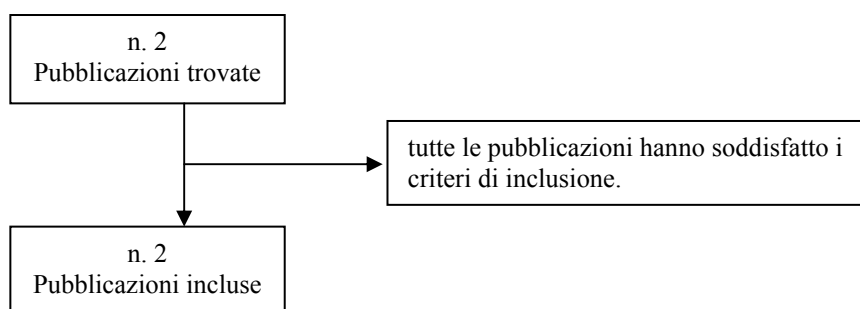 n. 2
Pubblicazioni trovate
tutte le pubblicazioni hanno soddisfatto i
criteri di inclusione.
n. 2
Pubblicazioni incluse